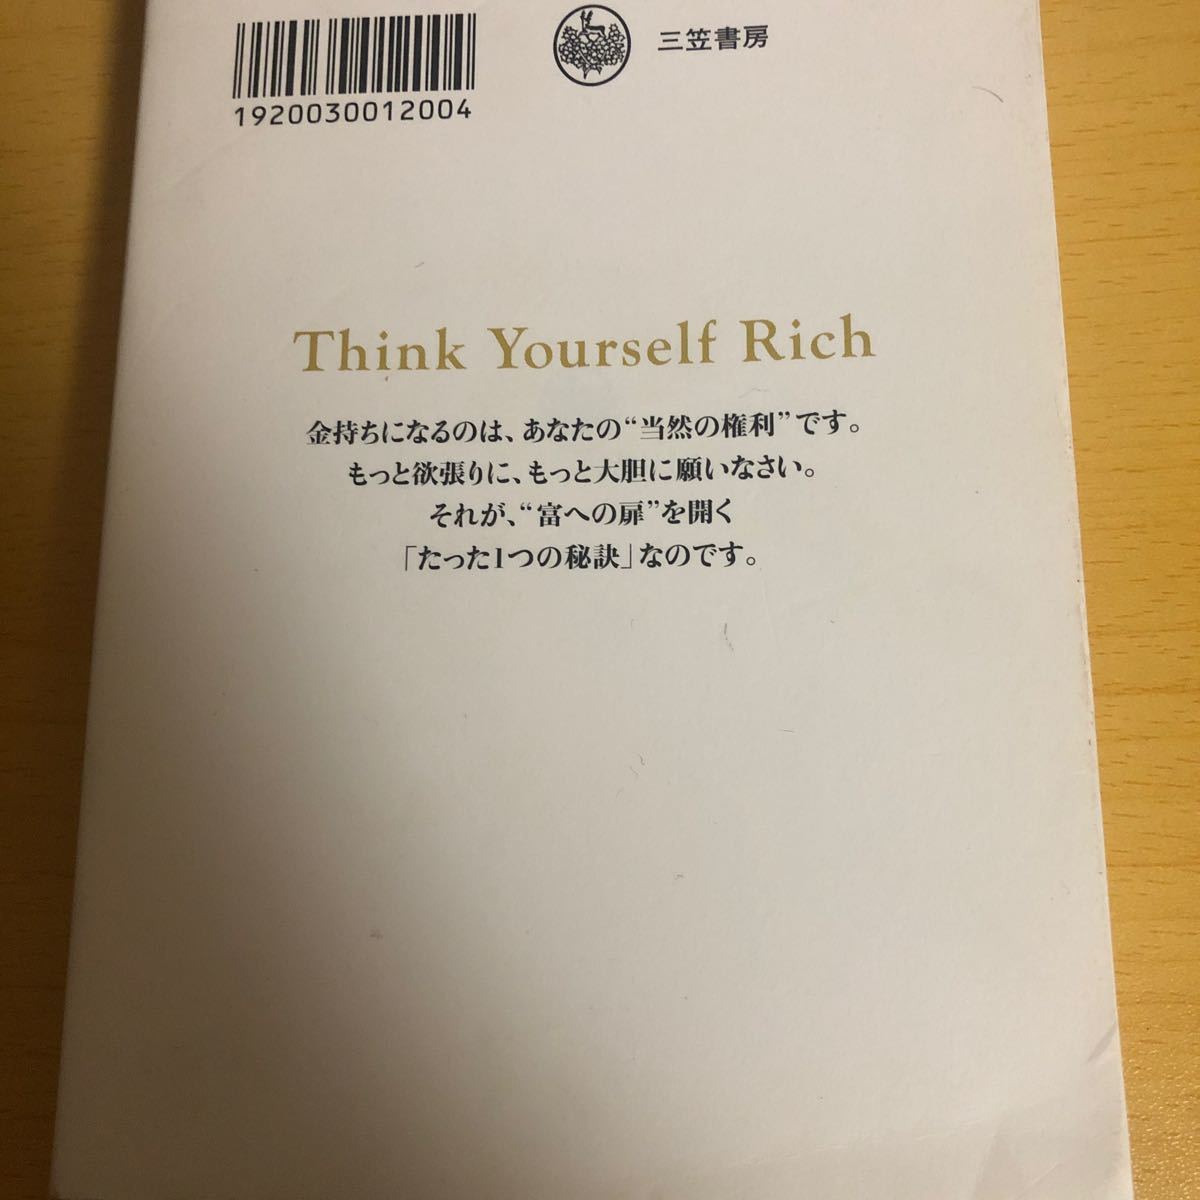 1920030012004
三笠書房
Think Yourself Rich
金持ちになるのは、あなたの“当然の権利”です。
もっと欲張りに、もっと大胆に願いなさい。
それが、“富への扉”を開く
「たった1つの秘訣」なのです。